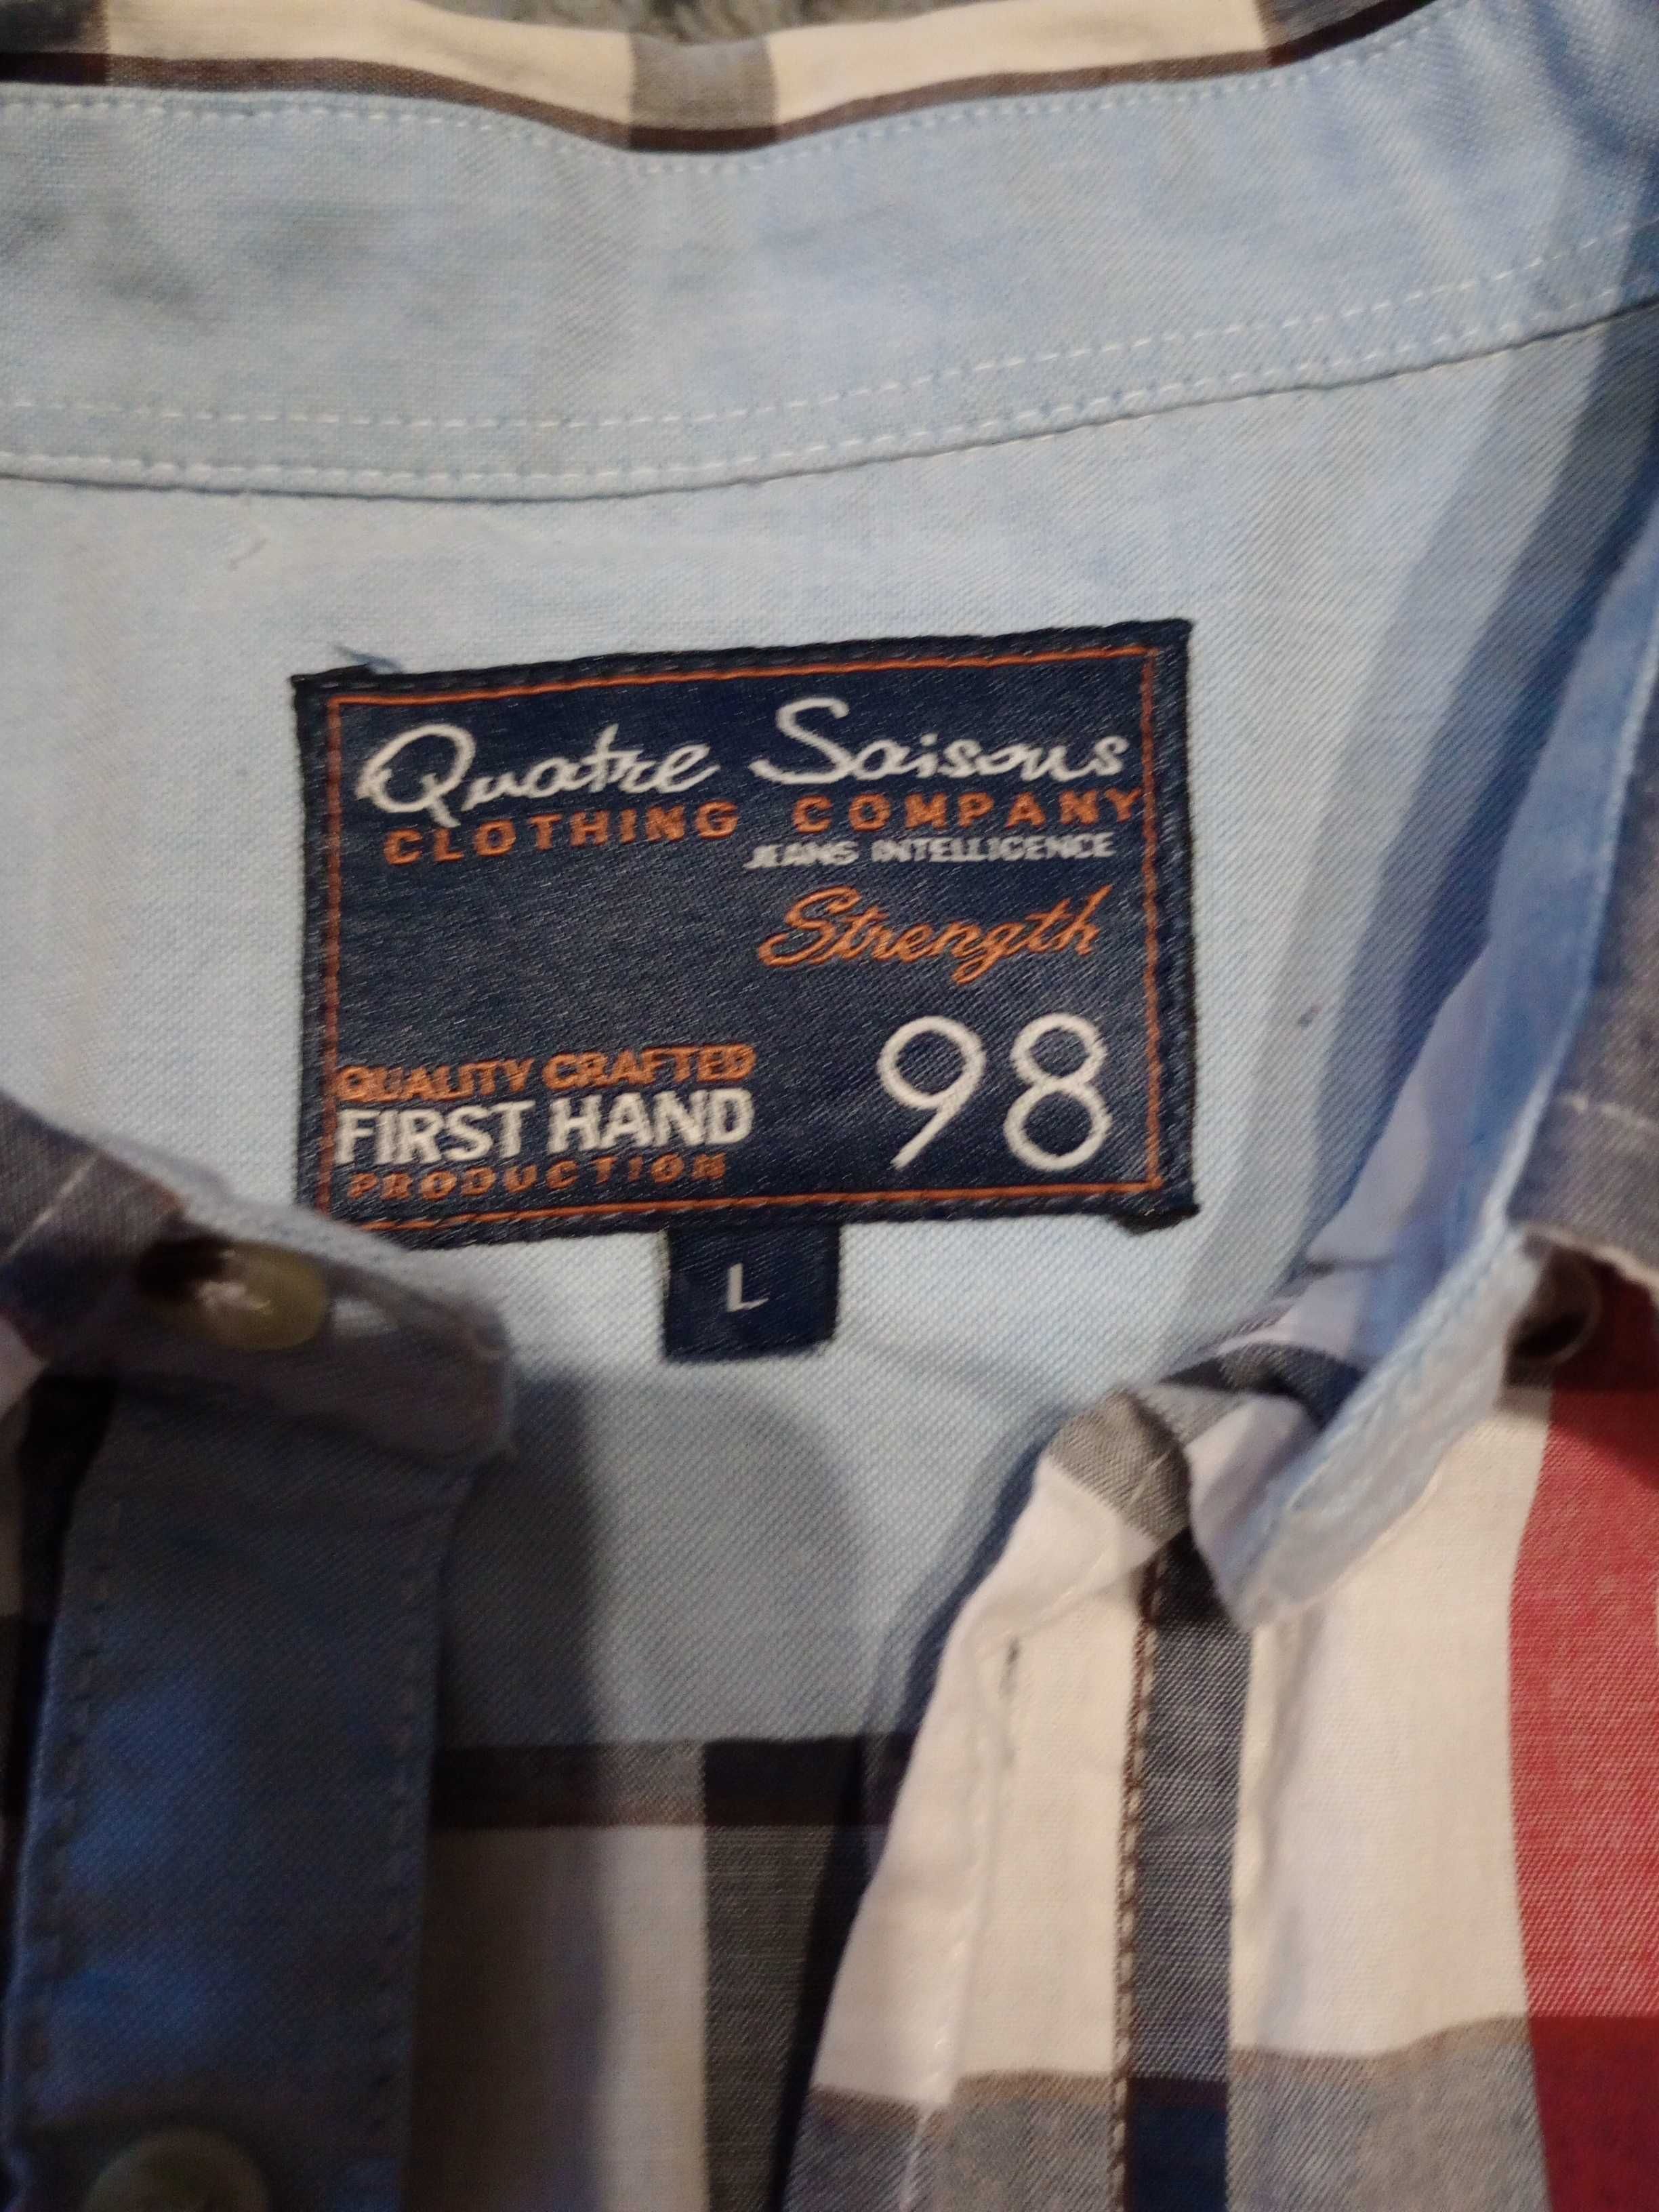 Quatre Saisons
CLOTHING COMPANY
JEANS INTELLIGENCE
Strength
98
QUALITY CRAFTED
FIRST HAND
PRODUCTION
L